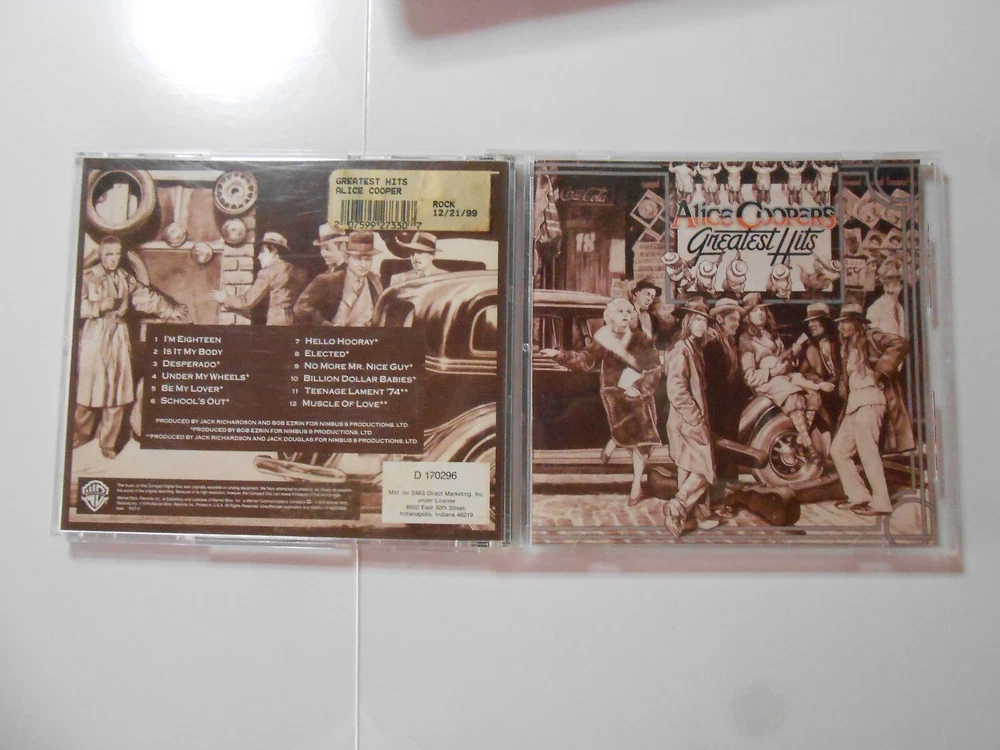 GREATEST HITS
ALICE COOPER
ROCK
12/21/99
1 I'M EIGHTEEN
2 IS IT MY BODY
3 DESPERADO*
4 UNDER MY WHEELS*
5 BE MY LOVER*
6 SCHOOL'S OUT*
7 HELLO HOORAY*
8 ELECTED*
9 NO MORE MR. NICE GUY*
10 BILLION DOLLAR BABIES*
11 TEENAGE LAMENT '74**
12 MUSCLE OF LOVE**
PRODUCED BY JACK RICHARDSON AND BOB EZRIN FOR NIMBUS 9 PRODUCTIONS, LTD.
*PRODUCED BY BOB EZRIN FOR NIMBUS 9 PRODUCTIONS, LTD
**PRODUCED BY JACK RICHARDSON AND JACK DOUGLAS FOR NIMBUS 9 PRODUCTIONS, LTD.
D 170296
Mfd. for BMG Direct Marketing, Inc.
under License
6550 East 30th Street,
Indianapolis, Indiana 46219
Coca-Cola
18
Alice Cooper's
Greatest Hits